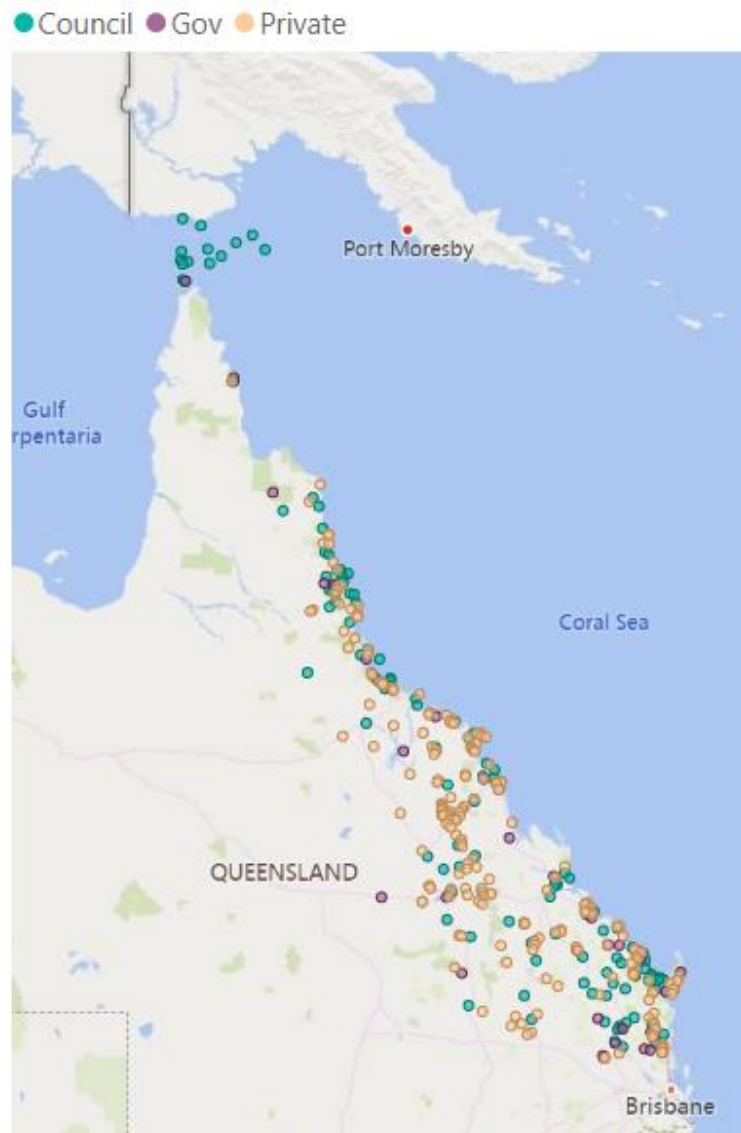 Council Gov Private
Port Moresby
Gulf
rpentaria
Coral Sea
QUEENSLAND
Brisbane